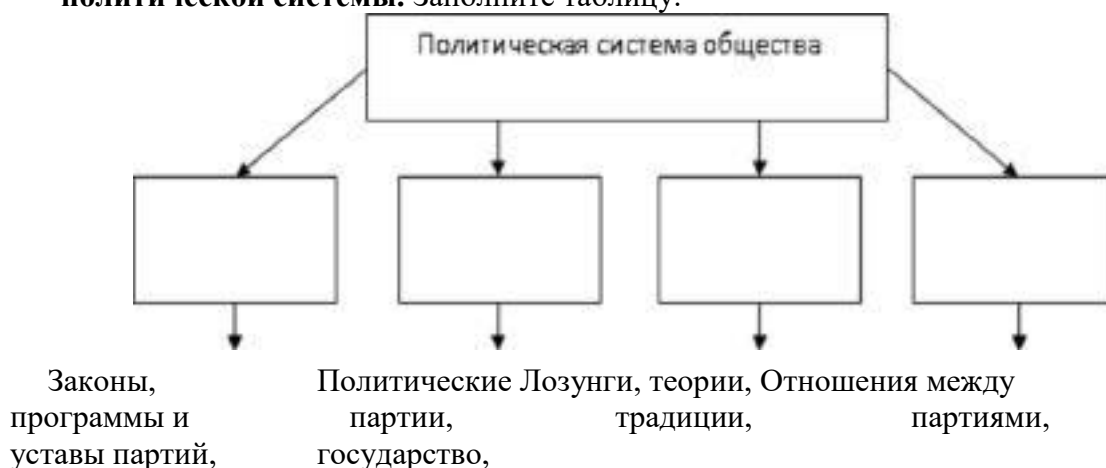 политической системы. Заполните таблицу.
Политическая система общества
Законы, Политические Лозунги, теории, Отношения между
программы и партии, традиции, партиями,
уставы партий, государство,